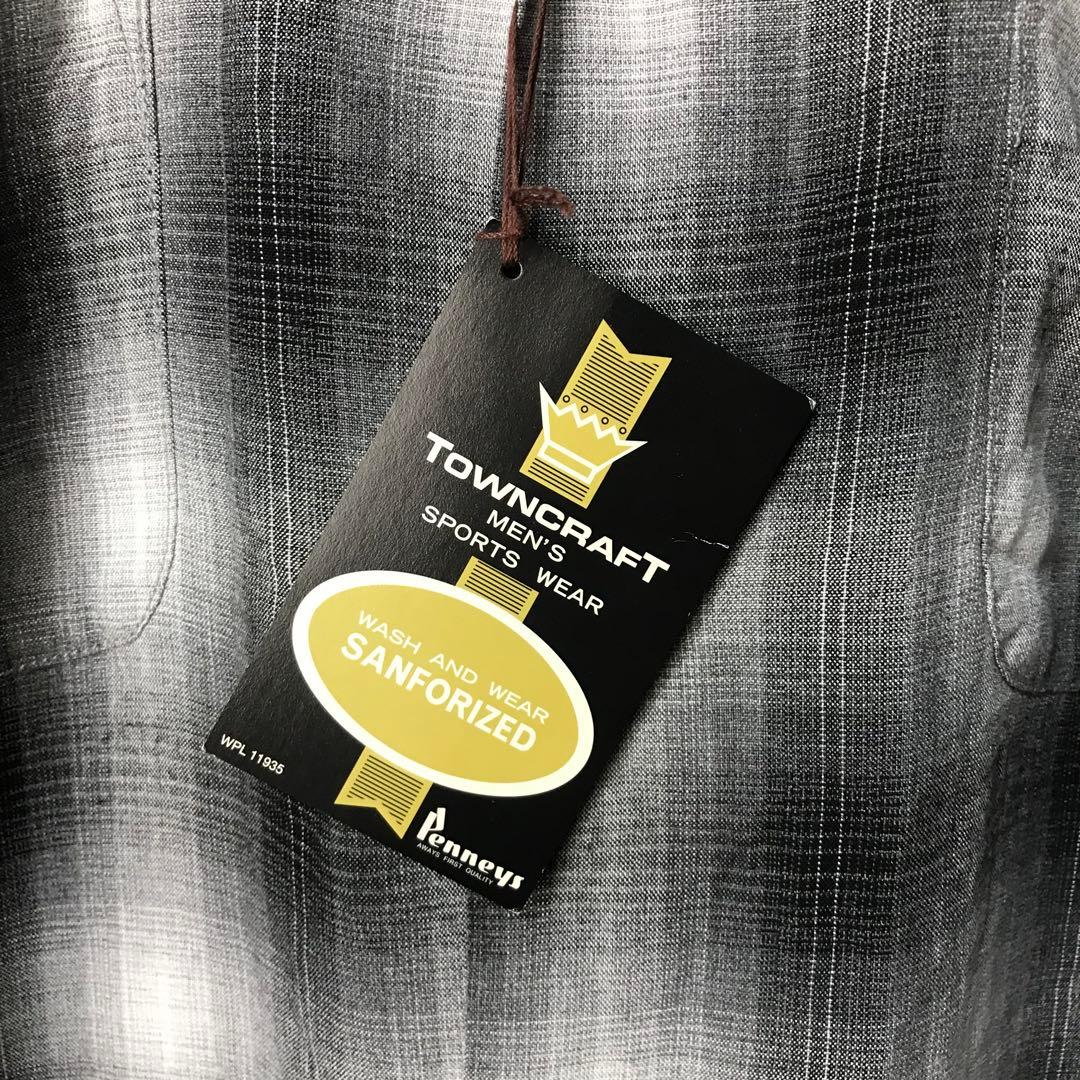 TOWNCRAFT
MEN'S
SPORTS WEAR
WASH AND WEAR
SANFORIZED
WPL 11935
Penneys
AWAYS FIRST QUALITY